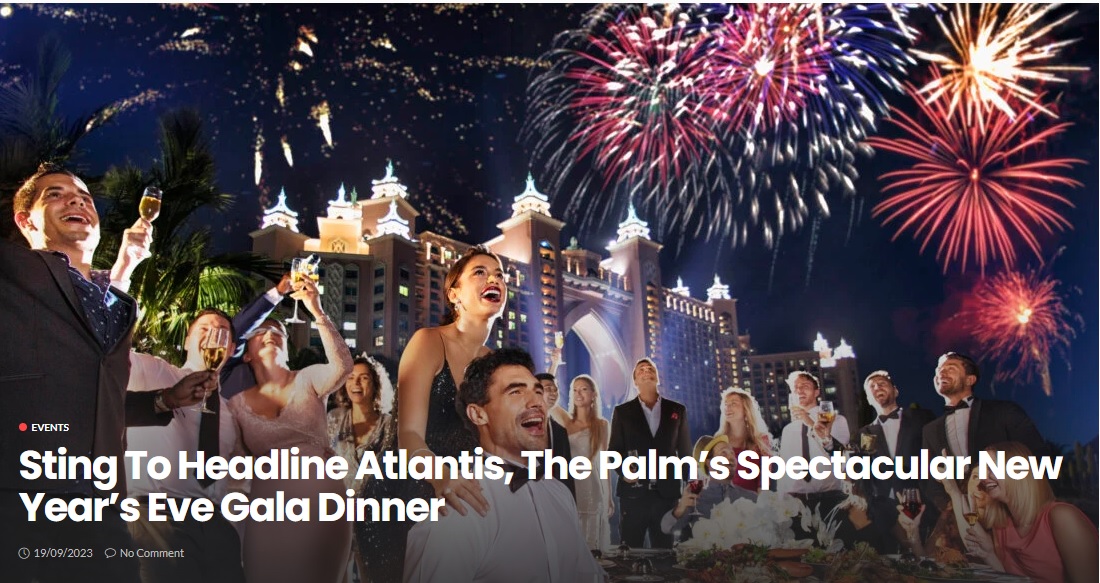 EVENTS
Sting To Headline Atlantis, The Palm’s Spectacular New
Year’s Eve Gala Dinner
19/09/2023 No Comment